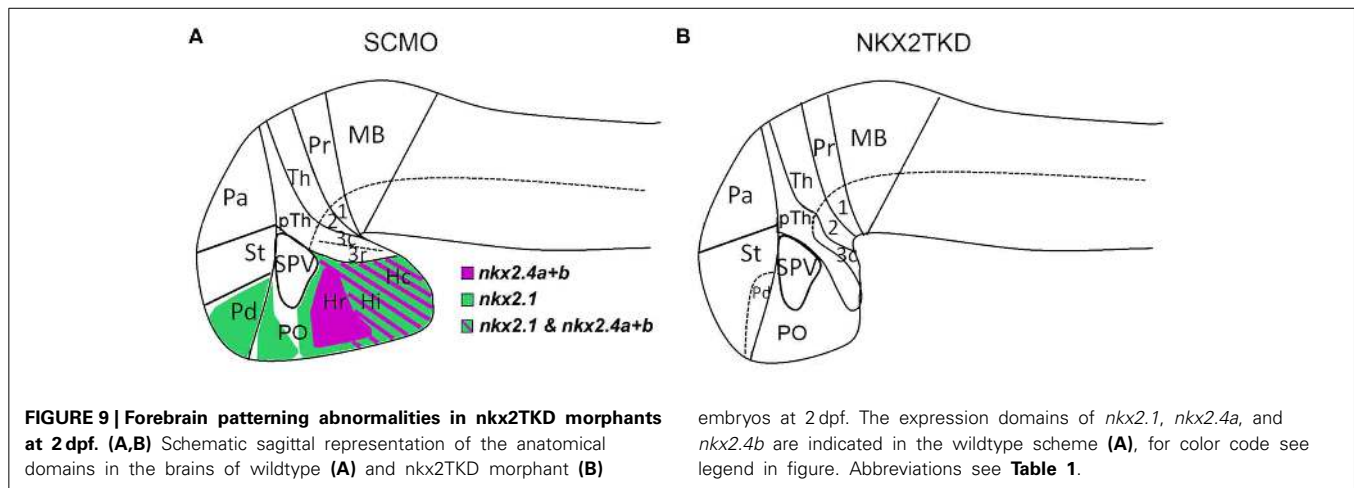 A
SCMO
B
NKX2TKD
MB
Pr
Th
Pa
pTh
1
2
3c
3r
St
SPV
Hc
Hr
Hi
Pd
PO
nkx2.4a+b
nkx2.1
nkx2.1 & nkx2.4a+b
MB
Pr
Th
Pa
pTh
1
2
3c
St
SPV
Pd
PO
FIGURE 9 | Forebrain patterning abnormalities in nkx2TKD morphants
at 2 dpf. (A,B) Schematic sagittal representation of the anatomical
domains in the brains of wildtype (A) and nkx2TKD morphant (B)
embryos at 2 dpf. The expression domains of nkx2.1, nkx2.4a, and
nkx2.4b are indicated in the wildtype scheme (A), for color code see
legend in figure. Abbreviations see Table 1.